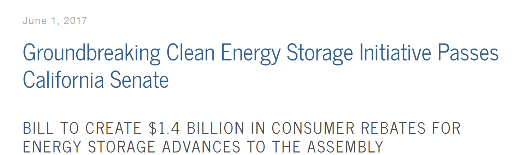 June 1, 2017
Groundbreaking Clean Energy Storage Initiative Passes
California Senate
BILL TO CREATE $1.4 BILLION IN CONSUMER REBATES FOR
ENERGY STORAGE ADVANCES TO THE ASSEMBLY